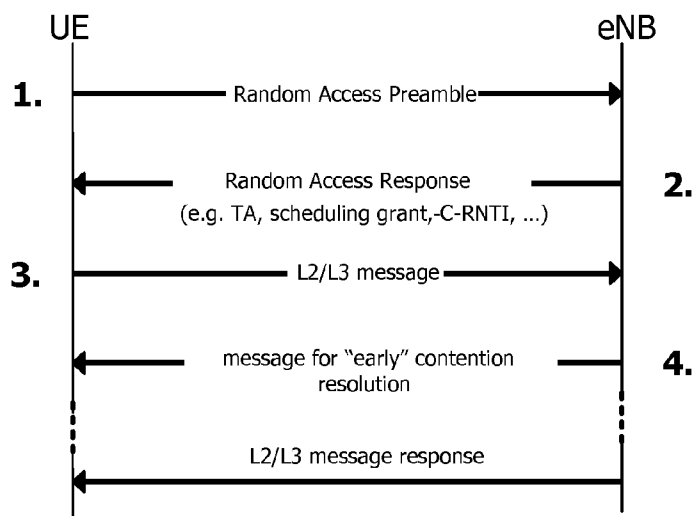 UE eNB
1. Random Access Preamble
Random Access Response 2.
(e.g. TA, scheduling grant,-C-RNTI, ...)
3. L2/L3 message
message for “early” contention 4.
resolution
L2/L3 message response